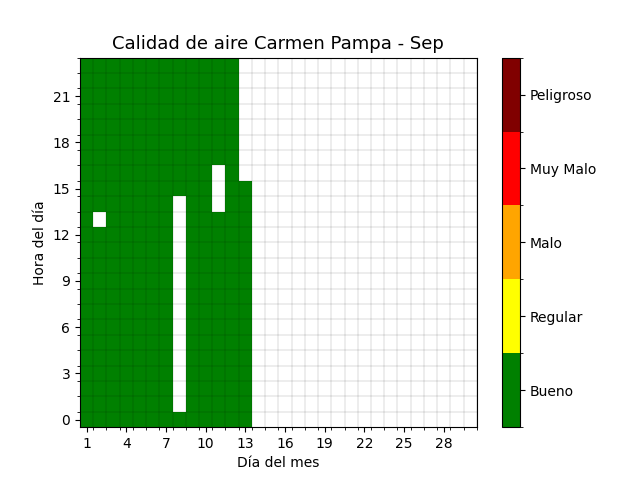 Calidad de aire Carmen Pampa - Sep
Hora del día
21
18
15
12
9
6
3
0
1 4 7 10 13 16 19 22 25 28
Día del mes
Peligroso
Muy Malo
Malo
Regular
Bueno